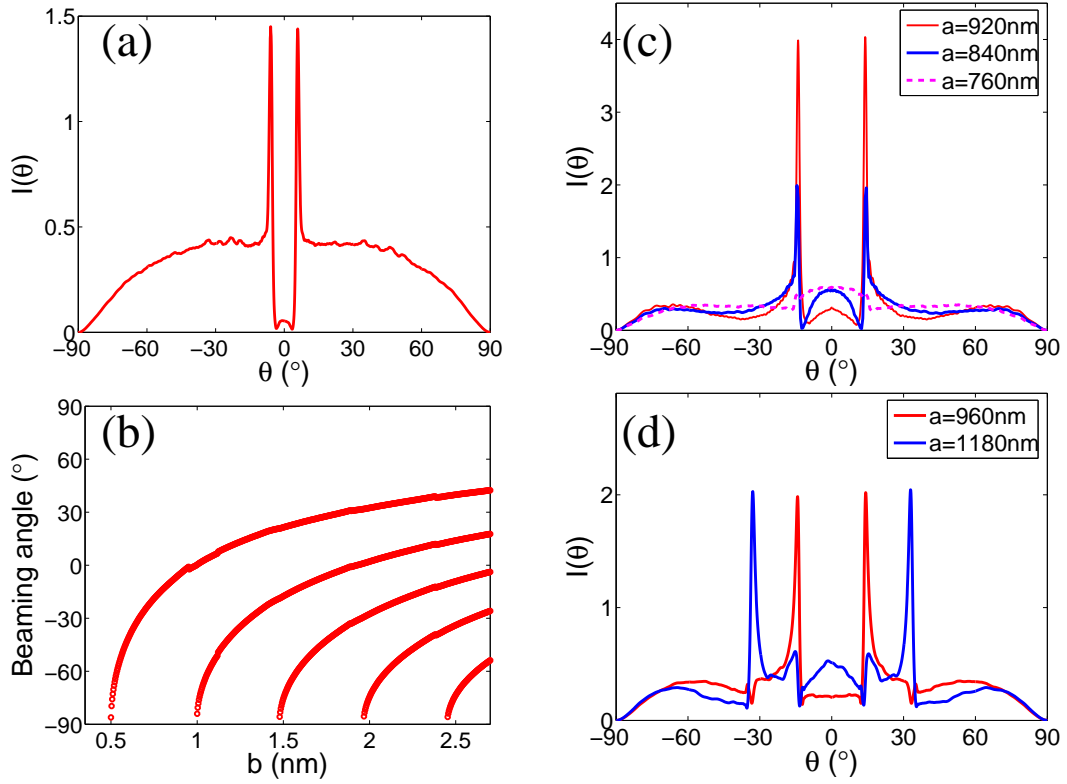 (a)
1.5
1
0.5
0
I(θ)
−90 −60 −30 0 30 60 90
θ (°)
(b)
90
60
30
0
−30
−60
−90
Beaming angle (°)
0.5 1 1.5 2 2.5
b (nm)
(c)
a=920nm
a=840nm
a=760nm
4
3
2
1
0
I(θ)
−90 −60 −30 0 30 60 90
θ (°)
(d)
a=960nm
a=1180nm
2
1
0
I(θ)
−90 −60 −30 0 30 60 90
θ (°)